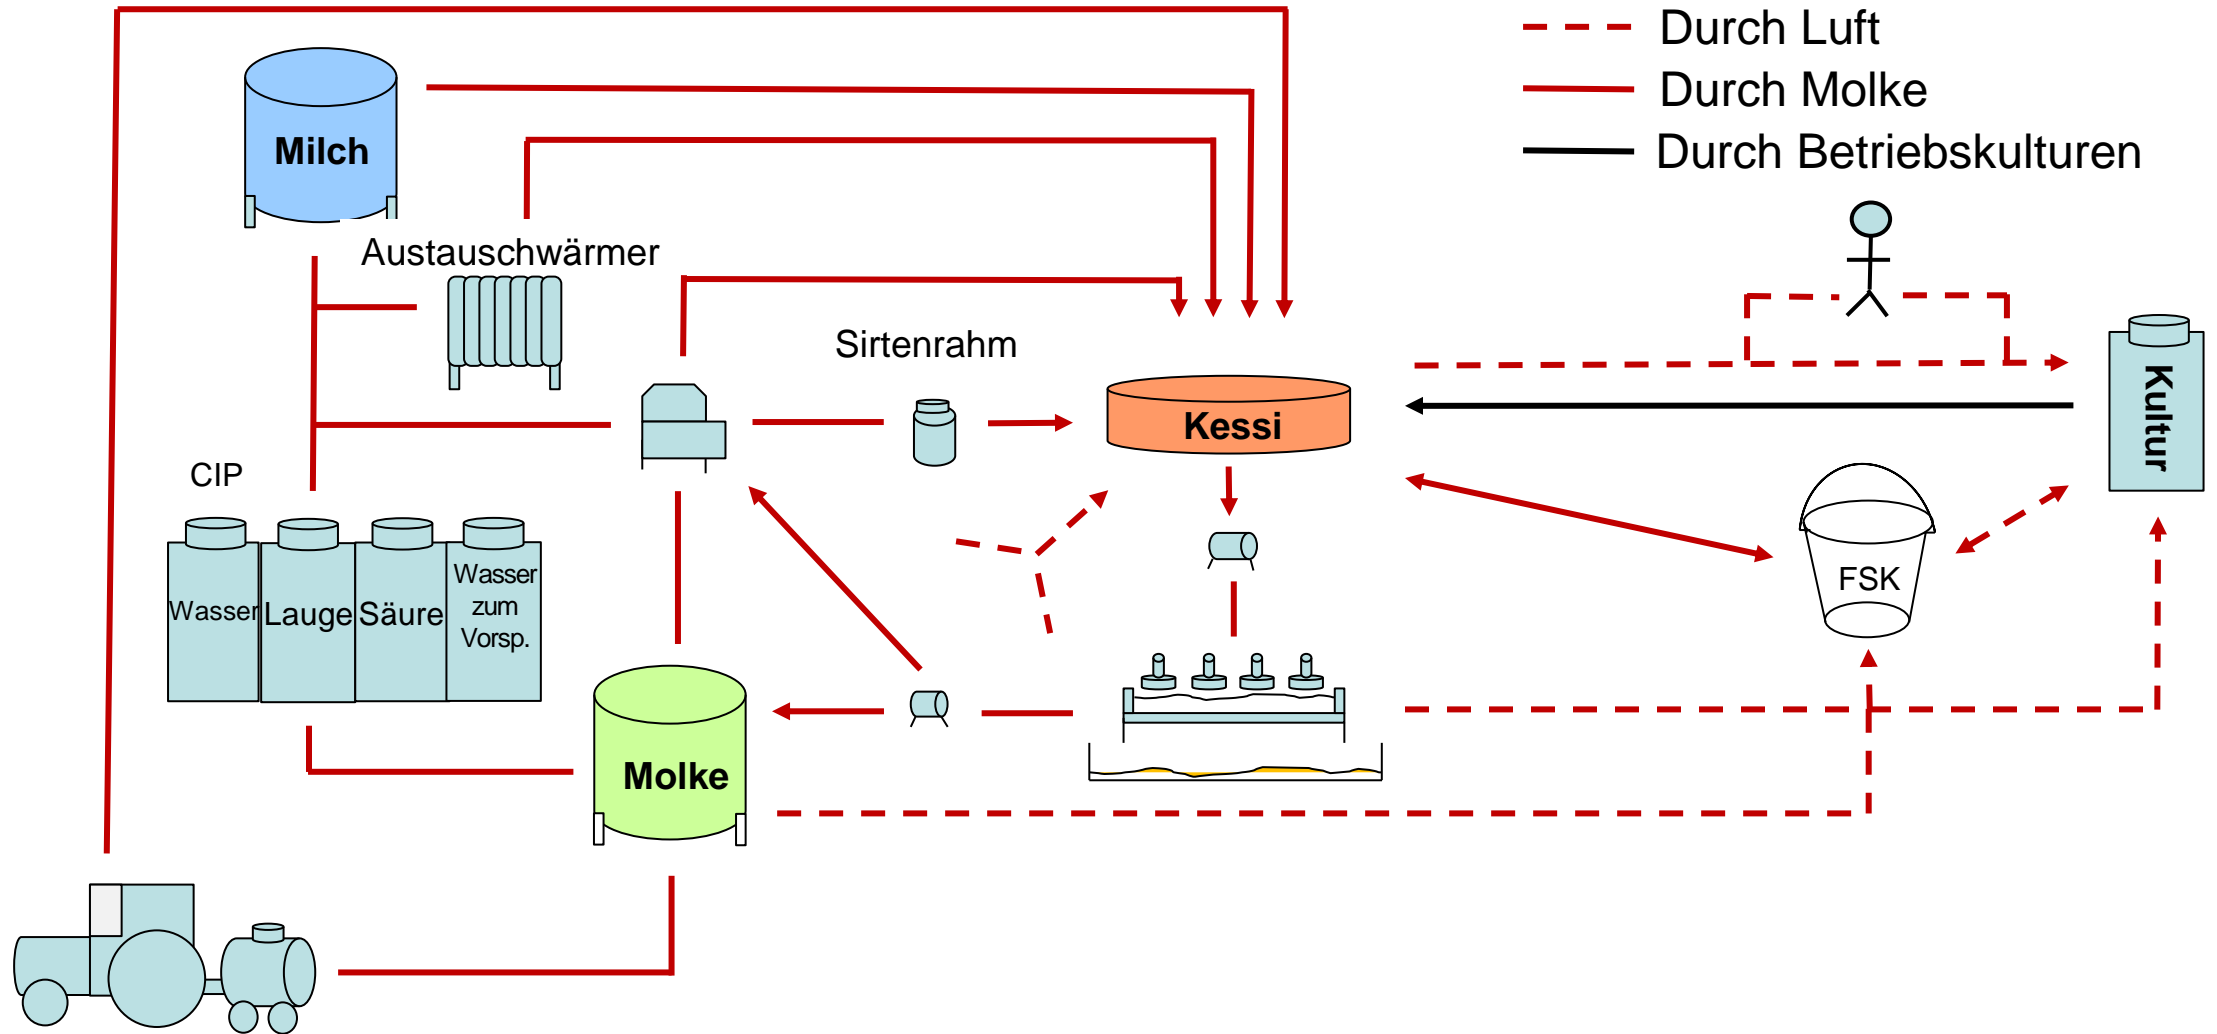 Durch Luft
Durch Molke
Durch Betriebskulturen
Milch
Austauschwärmer
Sirtenrahm
Kessi
Kultur
CIP
Wasser
Lauge
Säure
Wasser
zum
Vorsp.
FSK
Molke